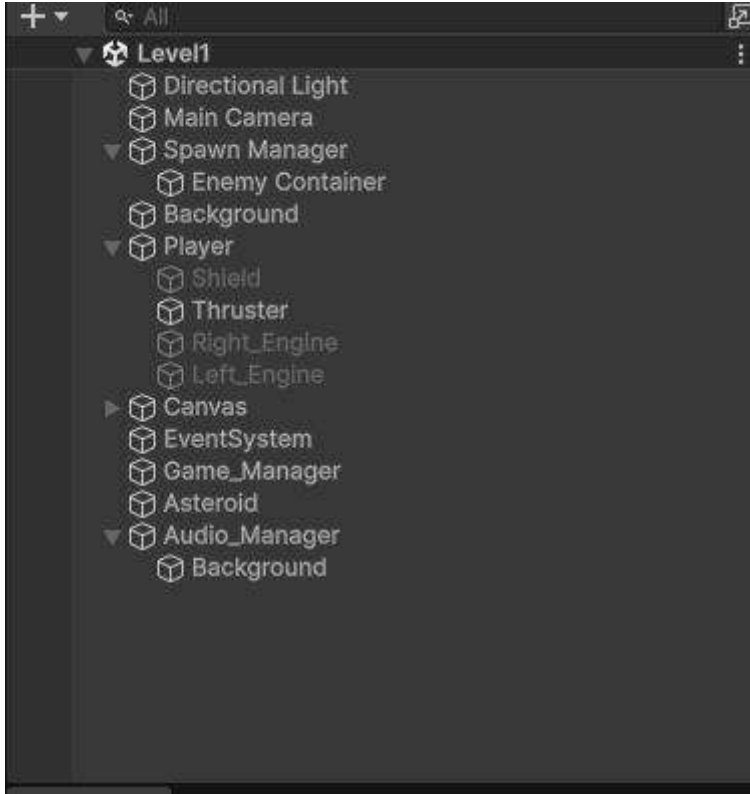 All
Level1
Directional Light
Main Camera
Spawn Manager
Enemy Container
Background
Player
Shield
Thruster
Right_Engine
Left_Engine
Canvas
EventSystem
Game_Manager
Asteroid
Audio_Manager
Background